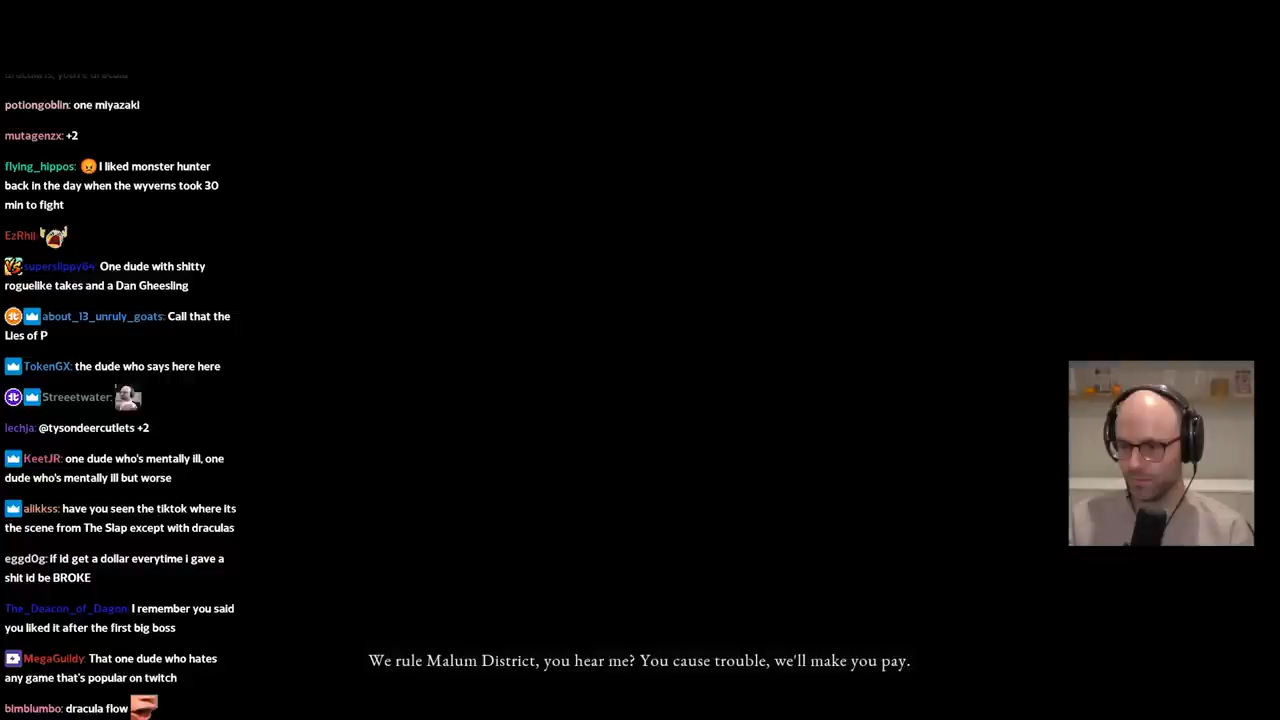 potiongoblin: one miyazaki
mutagenzx: +2
flying_hippos: 😡 I liked monster hunter
back in the day when the wyverns took 30
min to fight
EzRhll:
superslippy64: One dude with shitty
roguelike takes and a Dan Gheesling
about_13_unruly_goats: Call that the
Lies of P
TokenGX: the dude who says here here
Streeetwater:
lechja: @tysondeercutlets +2
KeetJR: one dude who's mentally ill, one
dude who's mentally ill but worse
alikkss: have you seen the tiktok where its
the scene from The Slap except with draculas
eggd0g: if id get a dollar everytime i gave a
shit id be BROKE
The_Deacon_of_Dagon: I remember you said
you liked it after the first big boss
MegaGuildy: That one dude who hates
any game that's popular on twitch
bimblumbo: dracula flow
We rule Malum District, you hear me? You cause trouble, we'll make you pay.